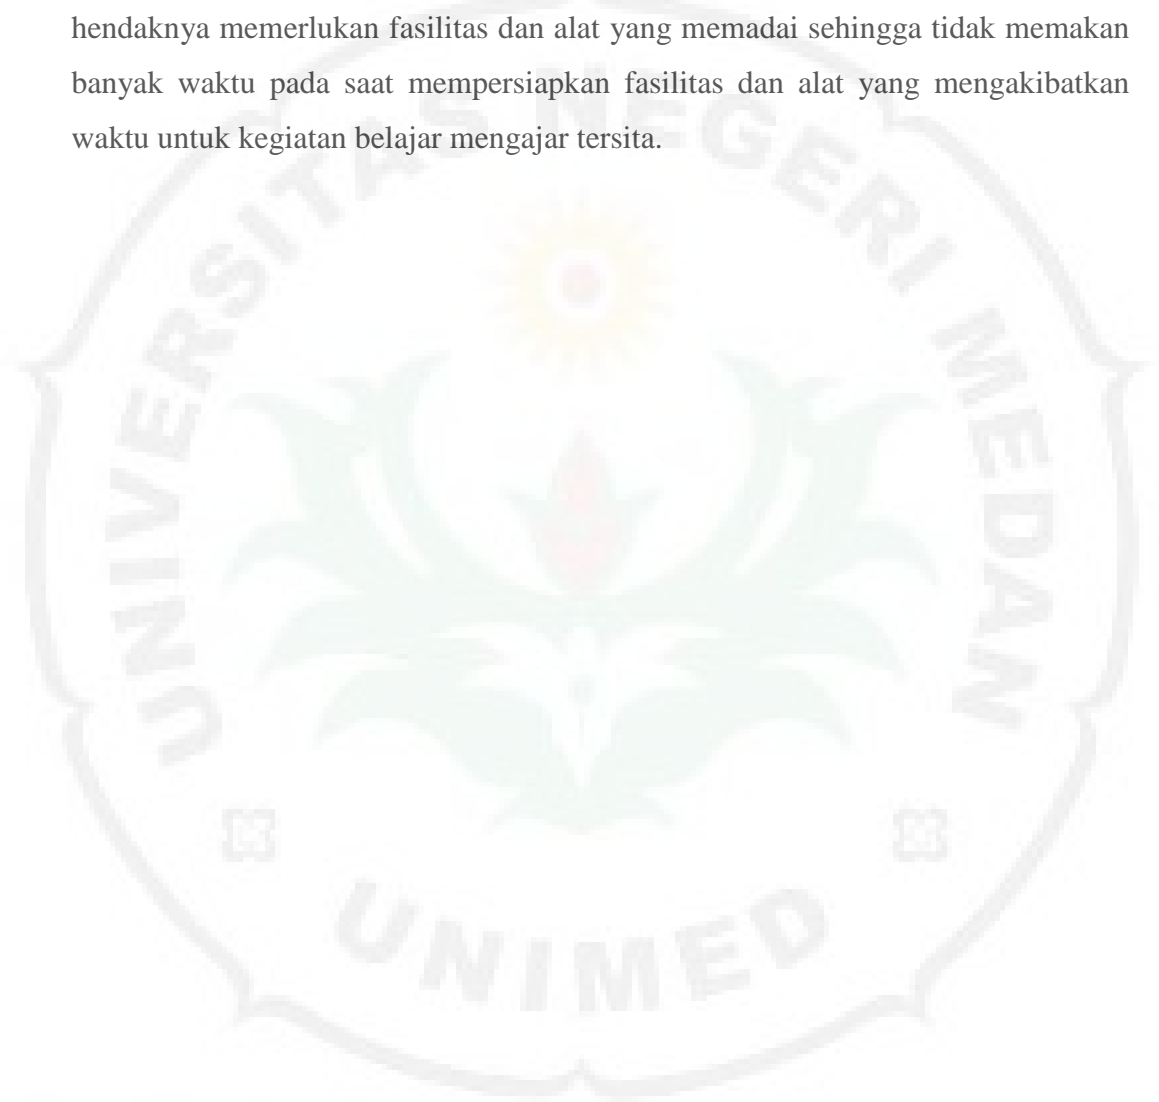 hendaknya memerlukan fasilitas dan alat yang memadai sehingga tidak memakan
banyak waktu pada saat mempersiapkan fasilitas dan alat yang mengakibatkan
waktu untuk kegiatan belajar mengajar tersita.
UNIVERSITAS NEGERI MEDAN
UNIMED